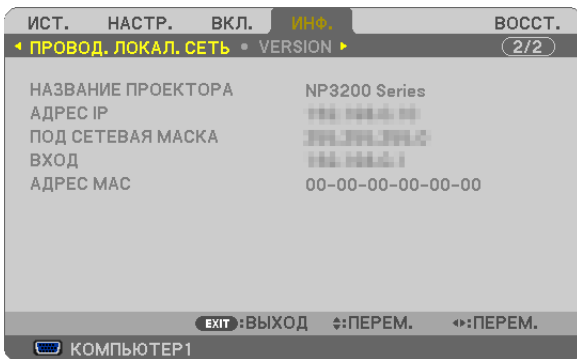 ИСТ. НАСТР. ВКЛ. ИНФ. ВОССТ.
ПРОВОД. ЛОКАЛ. СЕТЬ • VERSION 2/2
НАЗВАНИЕ ПРОЕКТОРА NP3200 Series
АДРЕС IP
ПОД СЕТЕВАЯ МАСКА
ВХОД
АДРЕС MAC 00-00-00-00-00-00
EXIT :ВЫХОД :ПЕРЕМ. :ПЕРЕМ.
КОМПЬЮТЕР1